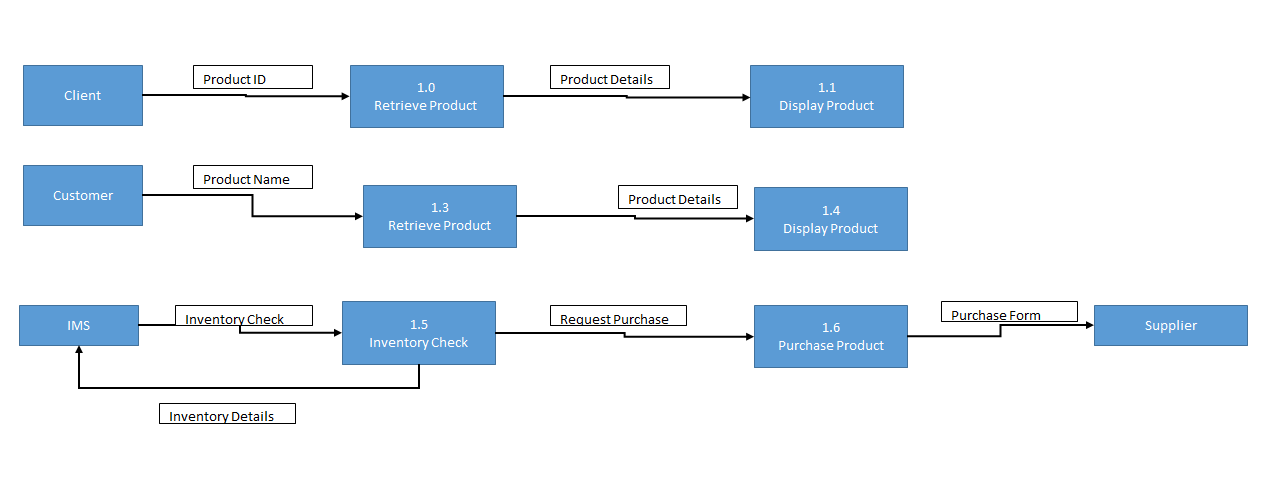 Client
Product ID
1.0
Retrieve Product
Product Details
1.1
Display Product
Customer
Product Name
1.3
Retrieve Product
Product Details
1.4
Display Product
IMS
Inventory Check
1.5
Inventory Check
Request Purchase
1.6
Purchase Product
Purchase Form
Supplier
Inventory Details